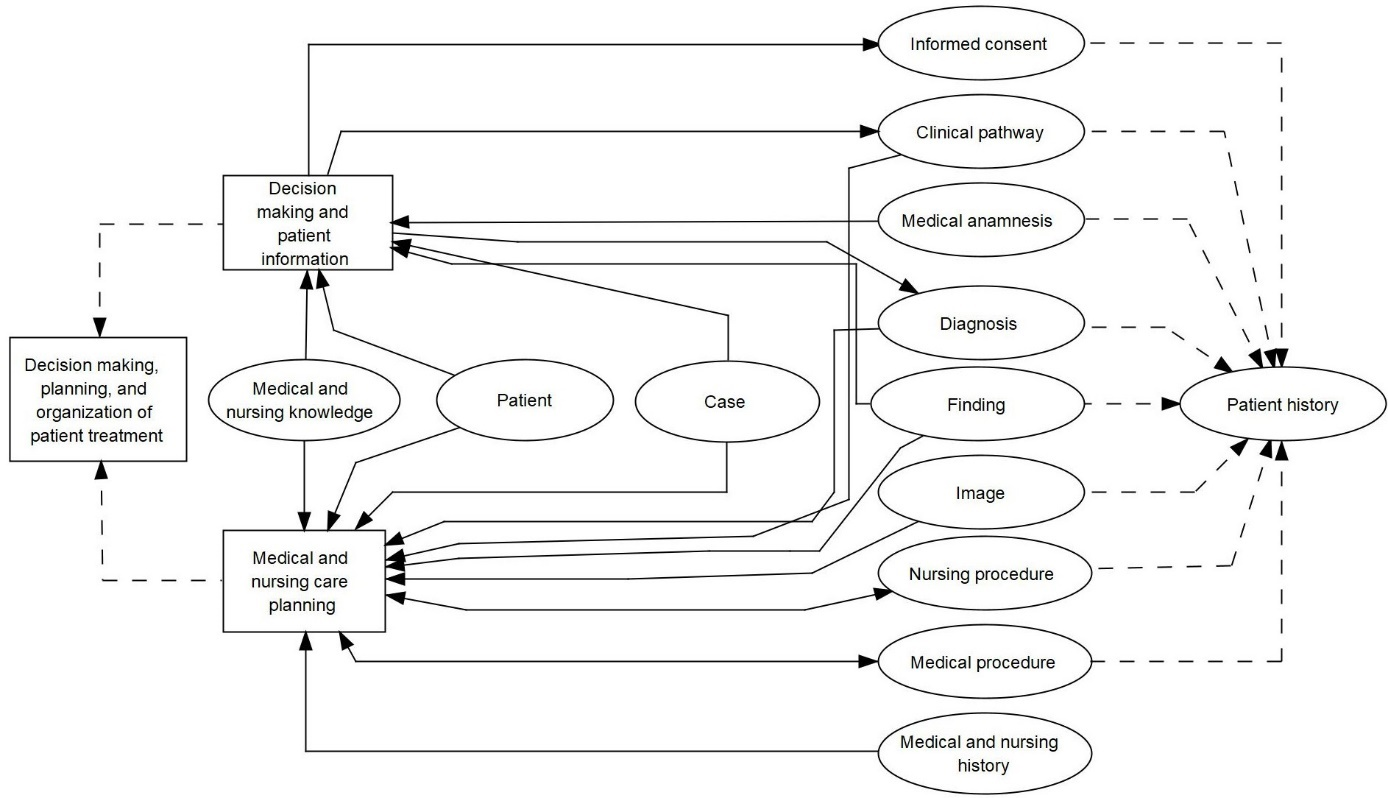 Informed consent
Clinical pathway
Decision
making and
patient
information
Medical anamnesis
Diagnosis
Decision making,
planning, and
organization of
patient treatment
Medical and
nursing knowledge
Patient
Case
Finding
Patient history
Image
Medical and
nursing care
planning
Nursing procedure
Medical procedure
Medical and nursing
history